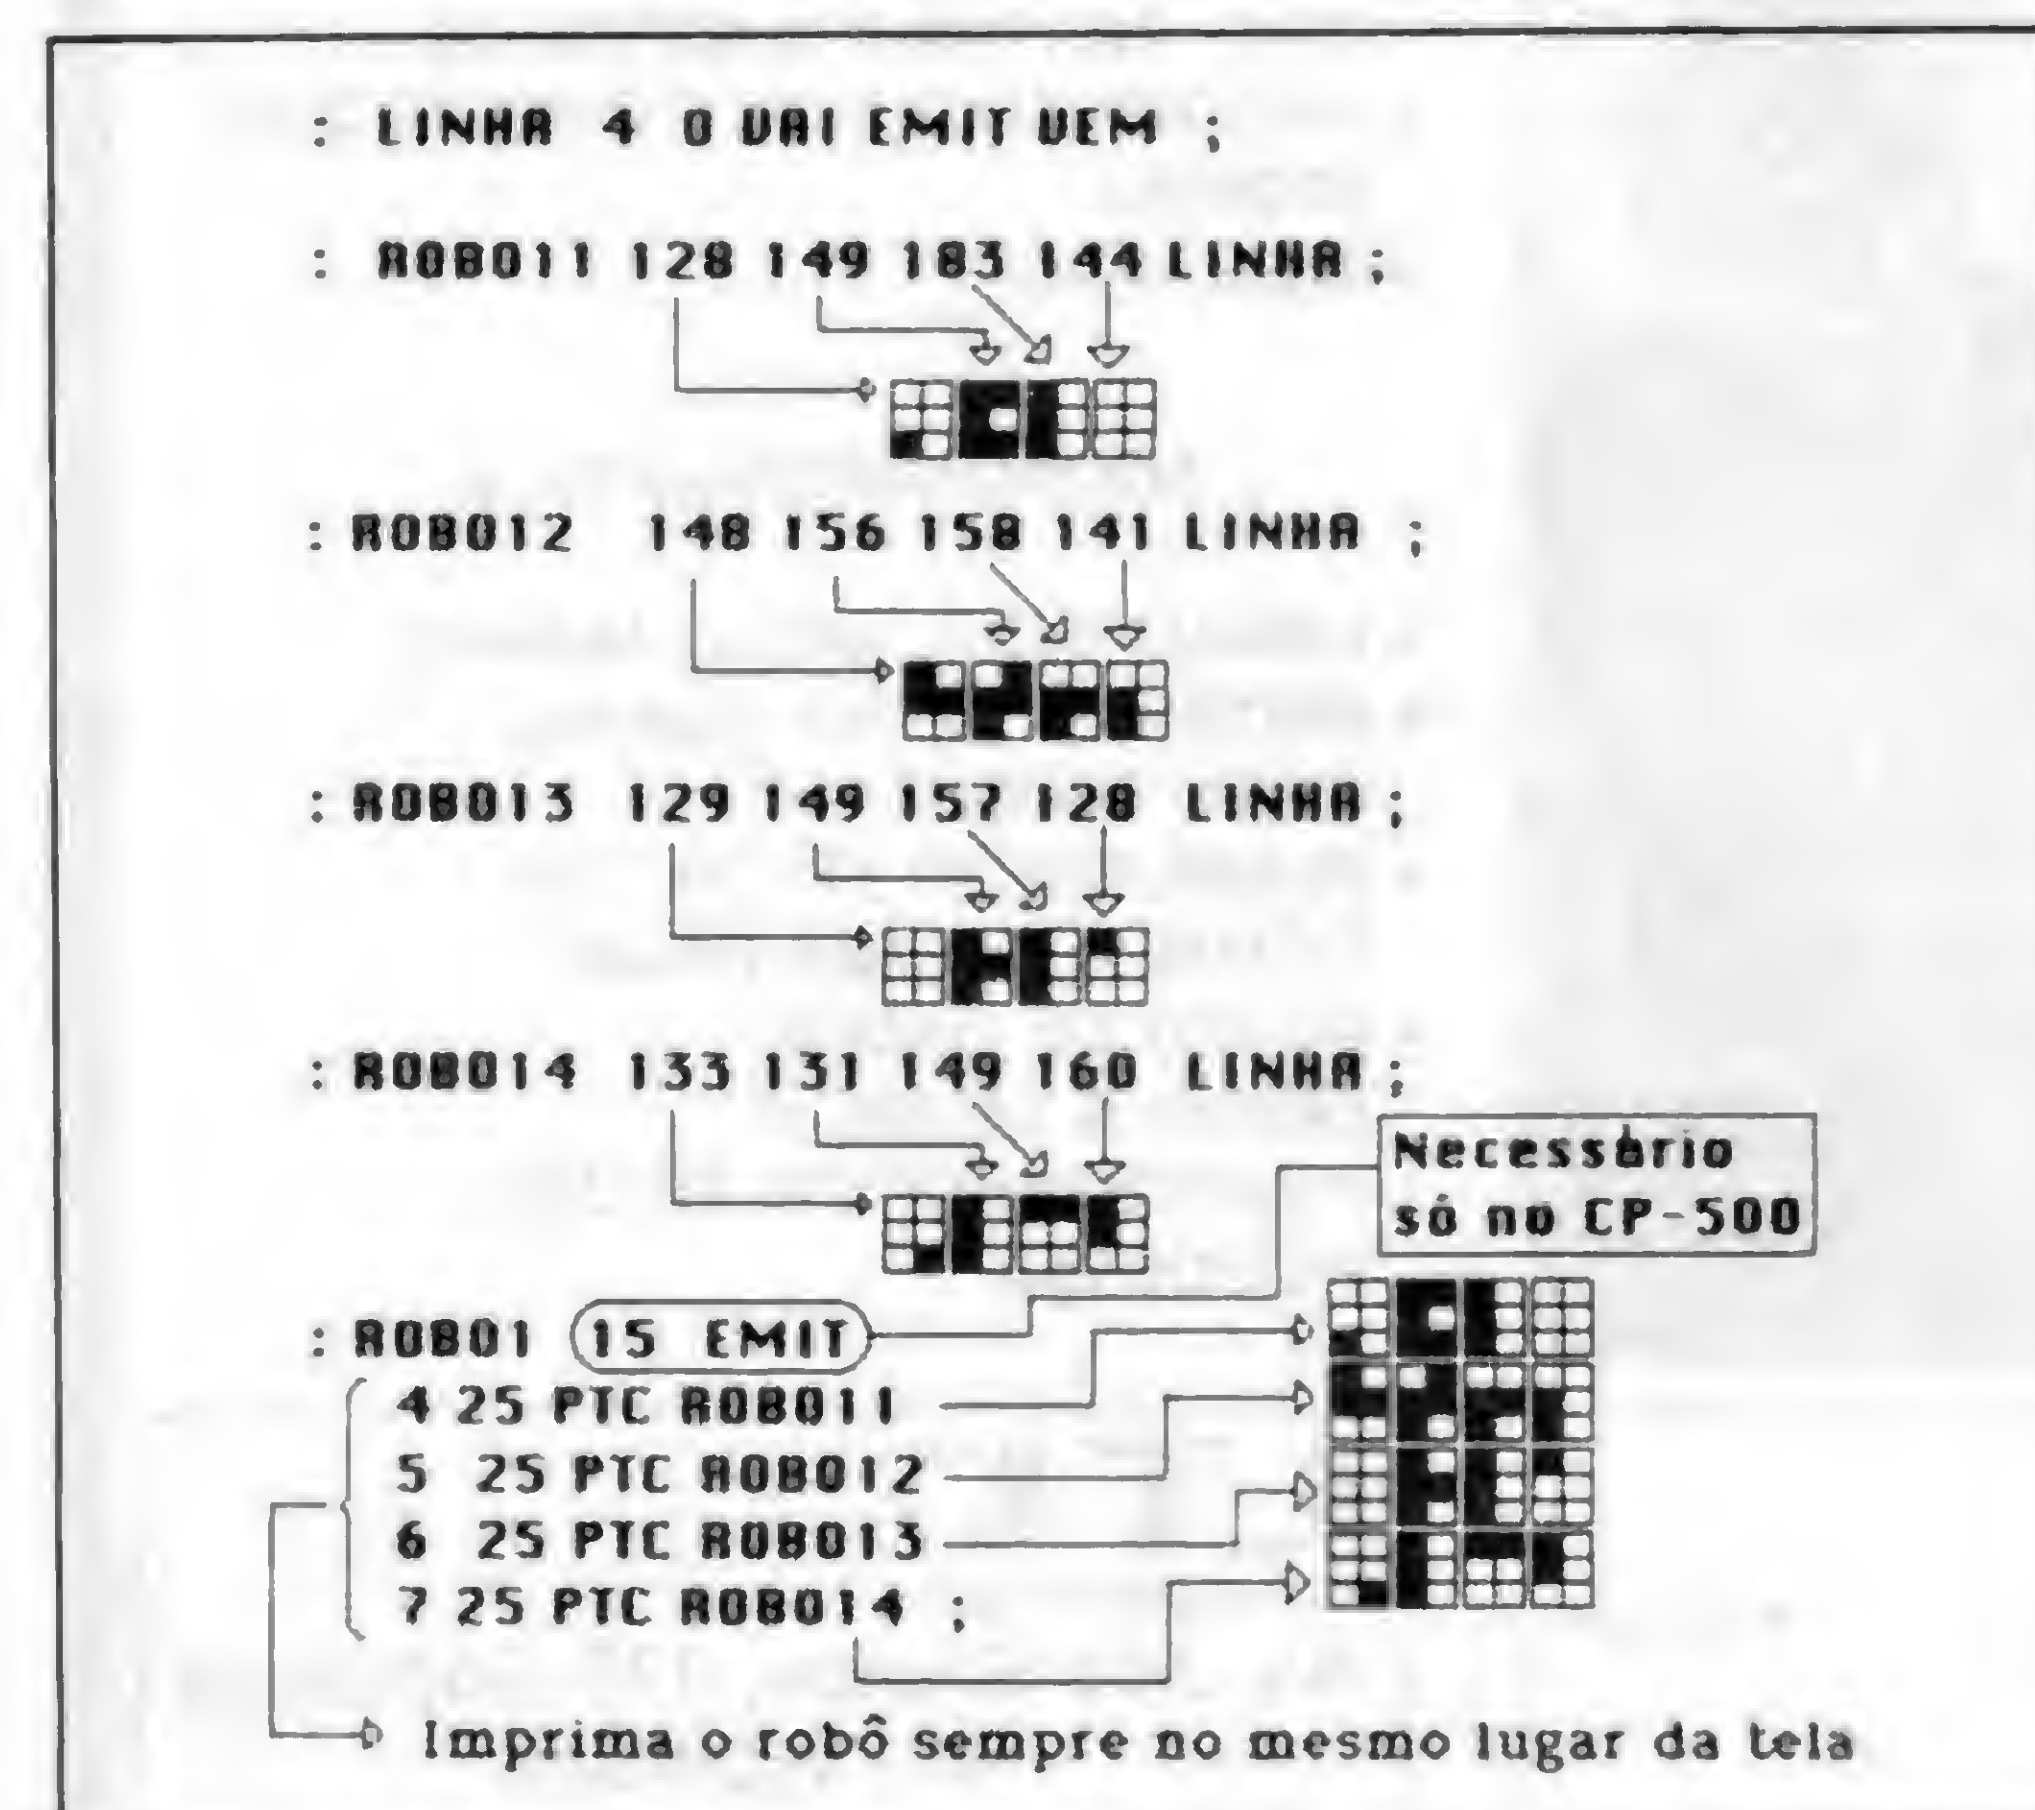 : LINHA 4 0 VAI EMIT VEM ;
: ROBO11 128 149 183 144 LINHA ;
: ROBO12 148 156 158 141 LINHA ;
: ROBO13 129 149 157 128 LINHA ;
: ROBO14 133 131 149 160 LINHA ;
Necessário
só no CP-500
: ROBO1 15 EMIT
4 25 PTC ROBO11
5 25 PTC ROBO12
6 25 PTC ROBO13
7 25 PTC ROBO14 ;
Imprima o robô sempre no mesmo lugar da tela